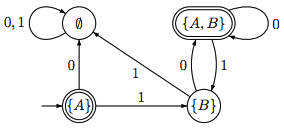 0, 1 ∅ {A, B} 0
0 1 0 1
{A} 1 {B}